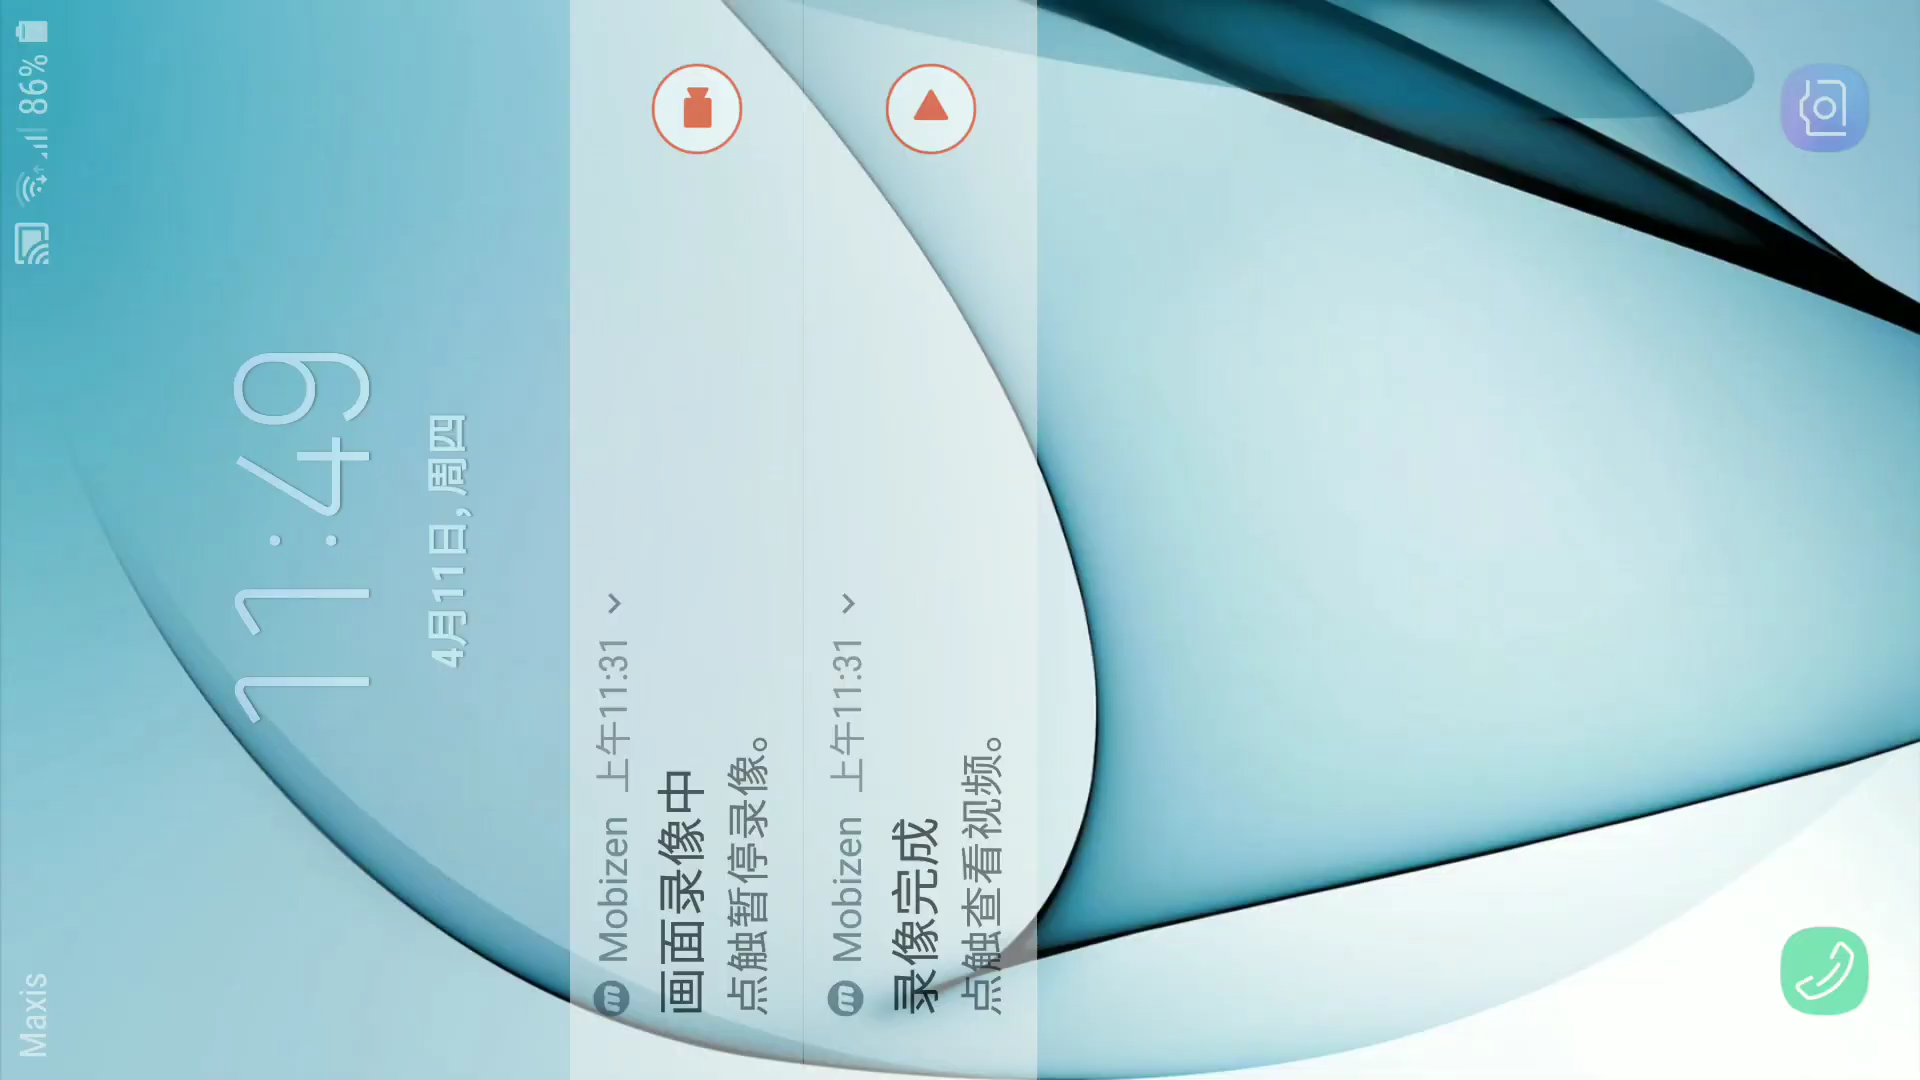 Maxis 86%
11:49
4月11日, 周四
Mobizen 上午11:31
画面录像中
点触暂停录像。
Mobizen 上午11:31
录像完成
点触查看视频。